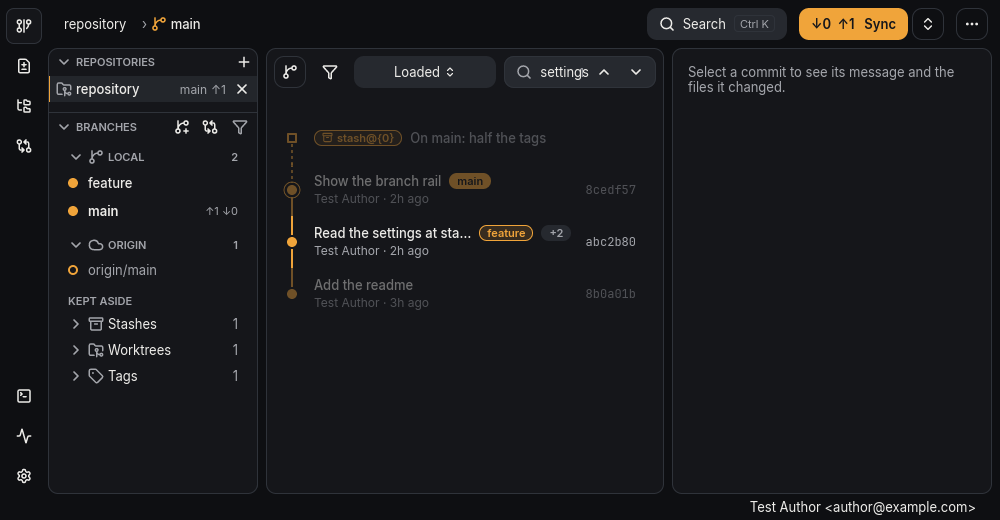 repository › main
Search Ctrl K
↓0 ↑1 Sync
REPOSITORIES
repository main ↑1
BRANCHES
LOCAL 2
feature
main ↑1 ↓0
ORIGIN 1
origin/main
KEPT ASIDE
Stashes 1
Worktrees 1
Tags 1
Loaded
settings
stash@{0} On main: half the tags
Show the branch rail main
Test Author · 2h ago 8cedf57
Read the settings at sta... feature +2
Test Author · 2h ago abc2b80
Add the readme
Test Author · 3h ago 8b0a01b
Select a commit to see its message and the
files it changed.
Test Author <author@example.com>